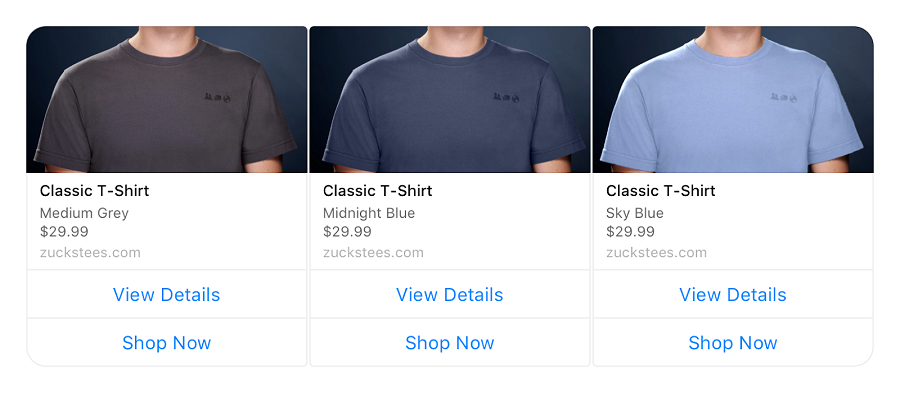 Classic T-Shirt
Medium Grey
$29.99
zuckstees.com
View Details
Shop Now
Classic T-Shirt
Midnight Blue
$29.99
zuckstees.com
View Details
Shop Now
Classic T-Shirt
Sky Blue
$29.99
zuckstees.com
View Details
Shop Now